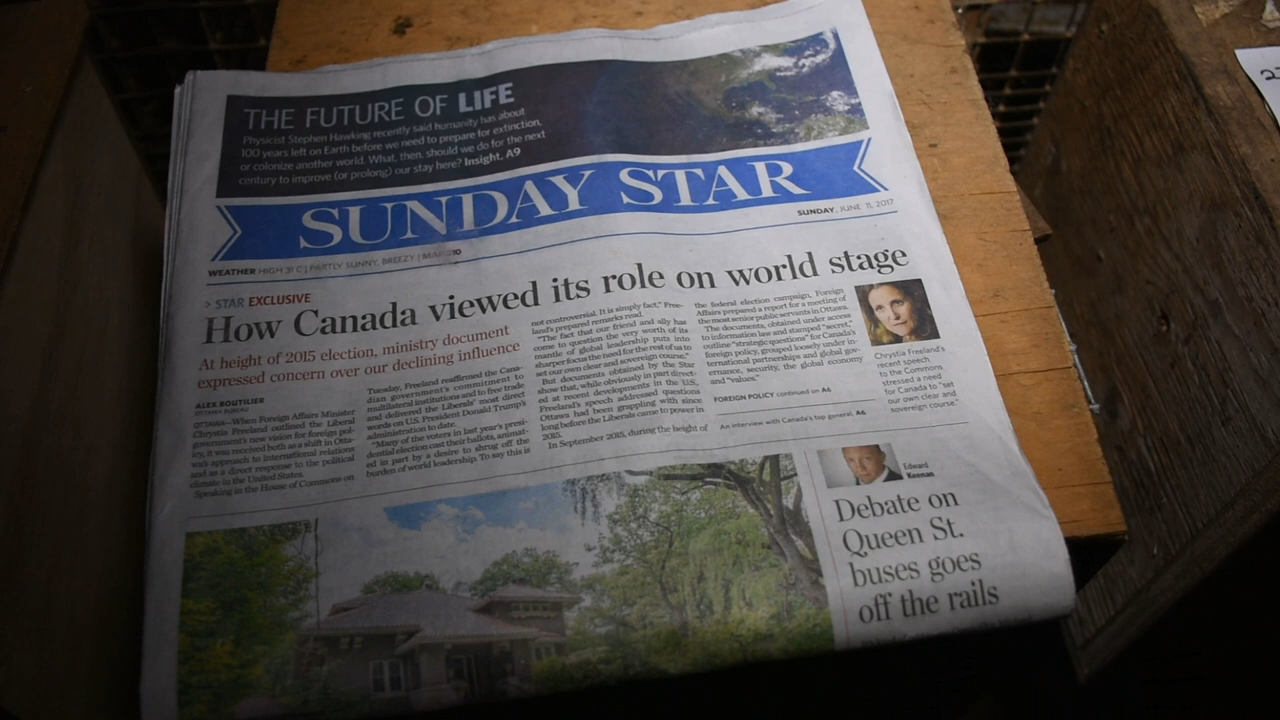 THE FUTURE OF LIFE
Physicist Stephen Hawking recently said humanity has about
100 years left on Earth before we need to prepare for extinction,
or colonize another world. What, then, should we do for the next
century to improve (or prolong) our stay here? Insight, A9
SUNDAY STAR
SUNDAY, JUNE 11, 2017
WEATHER HIGH 31 C | PARTLY SUNNY, BREEZY | MAP
> STAR EXCLUSIVE
How Canada viewed its role on world stage
At height of 2015 election, ministry document
expressed concern over our declining influence
ALEX BOUTILIER
OTTAWA BUREAU
OTTAWA—When Foreign Affairs Minister
Chrystia Freeland outlined the Liberal
government's new vision for foreign pol-
icy, it was received both as a shift in Otta-
wa's approach to international relations
and as a direct response to the political
climate in the United States.
Speaking in the House of Commons on
Tuesday, Freeland reaffirmed the Cana-
dian government's commitment to
multilateral institutions and to free trade
and delivered the Liberals' most direct
words on U.S. President Donald Trump's
administration to date.
"Many of the voters in last year's presi-
dential election cast their ballots, animat-
ed in part by a desire to shrug off the
burden of world leadership. To say this is
not controversial. It is simply fact," Free-
land's prepared remarks read.
"The fact that our friend and ally has
come to question the very worth of its
mantle of global leadership puts into
sharper focus the need for the rest of us to
set our own clear and sovereign course."
But documents obtained by the Star
show that, while obviously in part direct-
ed at recent developments in the U.S.,
Freeland's speech addressed questions
Ottawa had been grappling with since
long before the Liberals came to power in
2015.
In September 2015, during the height of
the federal election campaign, Foreign
Affairs prepared a report for a meeting of
the most senior public servants in Ottawa.
The documents, obtained under access
to information law and stamped "secret,"
outline "strategic questions" for Canada's
foreign policy, grouped loosely under in-
ternational partnerships and global gov-
ernance, security, the global economy
and "values."
FOREIGN POLICY continued on A6
An interview with Canada's top general, A6
Chrystia Freeland's
recent speech
to the Commons
stressed a need
for Canada to "set
our own clear and
sovereign course."
Edward
Keenan
Debate on
Queen St.
buses goes
off the rails